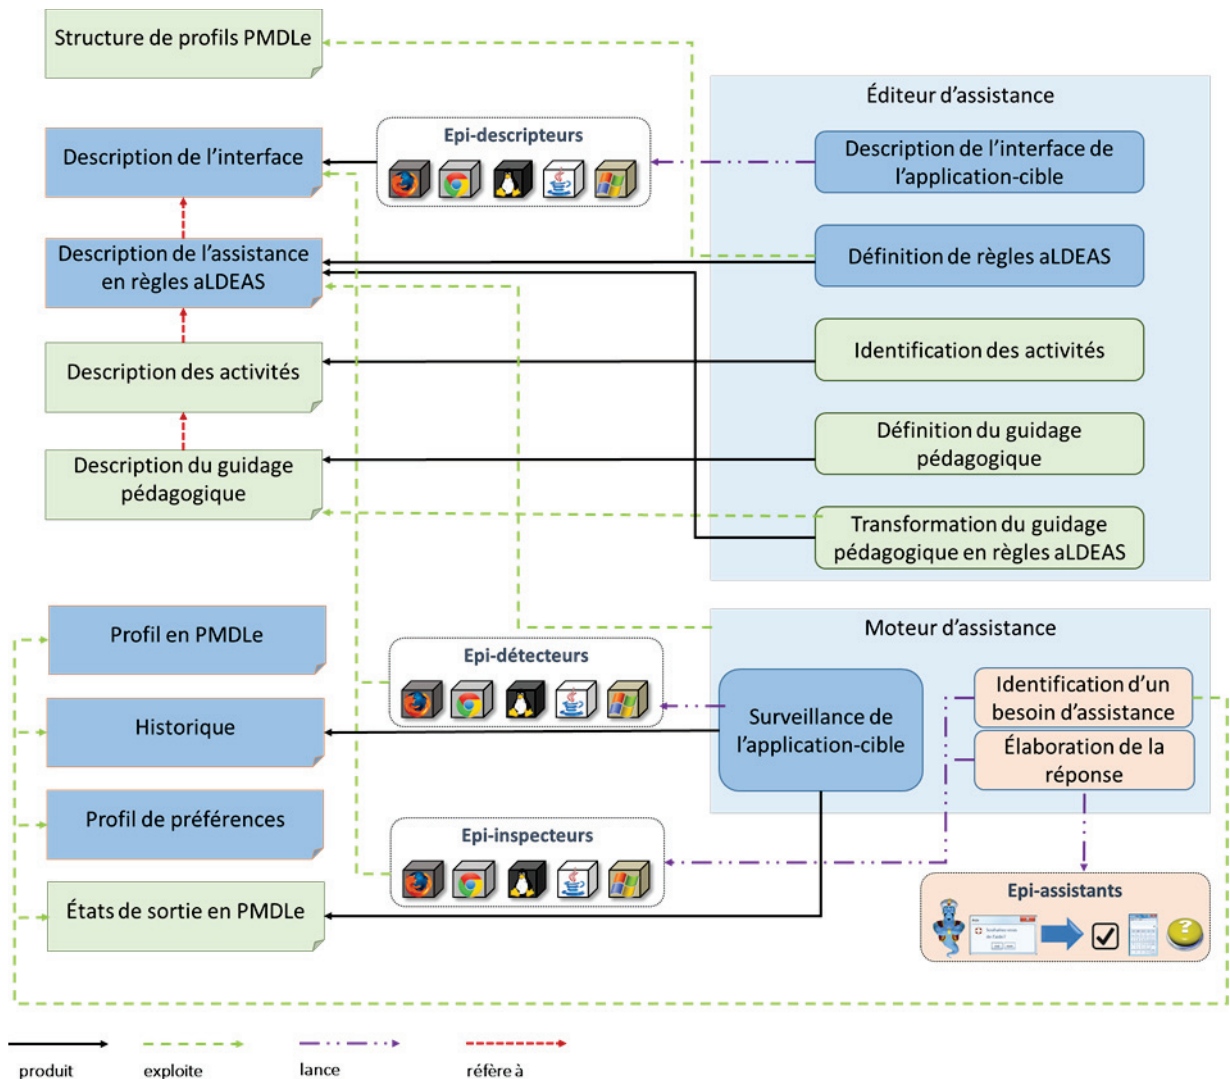 Structure de profils PMDLe
Éditeur d'assistance
Epi-descripteurs
Description de l'interface
Description de l'interface de
l'application-cible
Description de l'assistance
en règles aLDEAS
Définition de règles aLDEAS
Description des activités
Identification des activités
Description du guidage
pédagogique
Définition du guidage
pédagogique
Transformation du guidage
pédagogique en règles aLDEAS
Profil en PMDLe
Moteur d'assistance
Epi-détecteurs
Historique
Surveillance de
l'application-cible
Identification d'un
besoin d'assistance
Élaboration de la
réponse
Profil de préférences
Epi-inspecteurs
États de sortie en PMDLe
Epi-assistants
?
produit
exploite
lance
réfère à